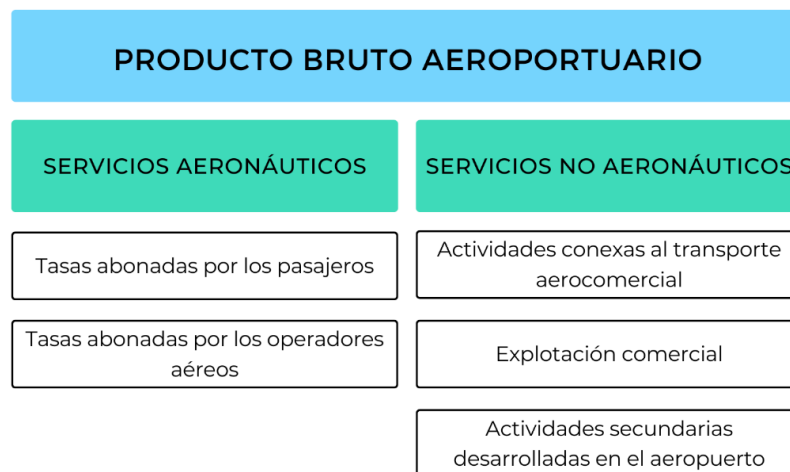 PRODUCTO BRUTO AEROPORTUARIO
SERVICIOS AERONÁUTICOS
Tasas abonadas por los pasajeros
Tasas abonadas por los operadores
aéreos
SERVICIOS NO AERONÁUTICOS
Actividades conexas al transporte
aerocomercial
Explotación comercial
Actividades secundarias
desarrolladas en el aeropuerto